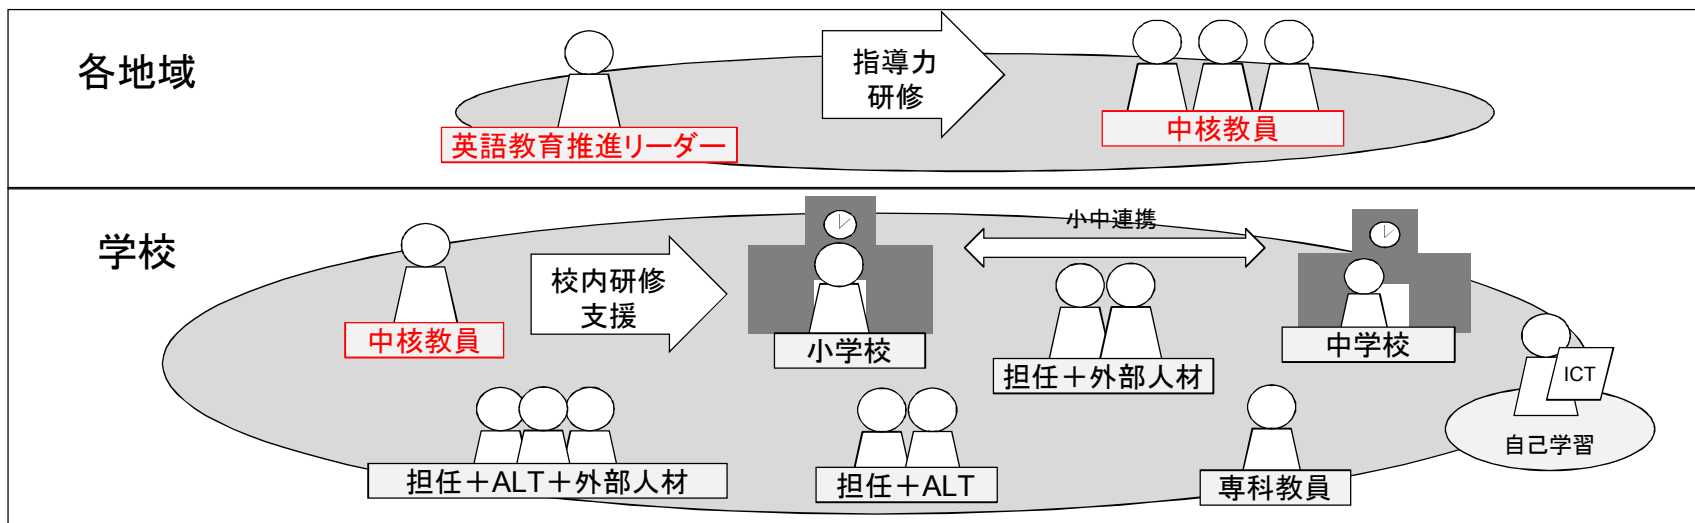 各地域
指導力
研修
英語教育推進リーダー
中核教員
学校
小中連携
校内研修
支援
中核教員
小学校
中学校
担任＋外部人材
ICT
自己学習
担任＋ALT＋外部人材
担任＋ALT
専科教員